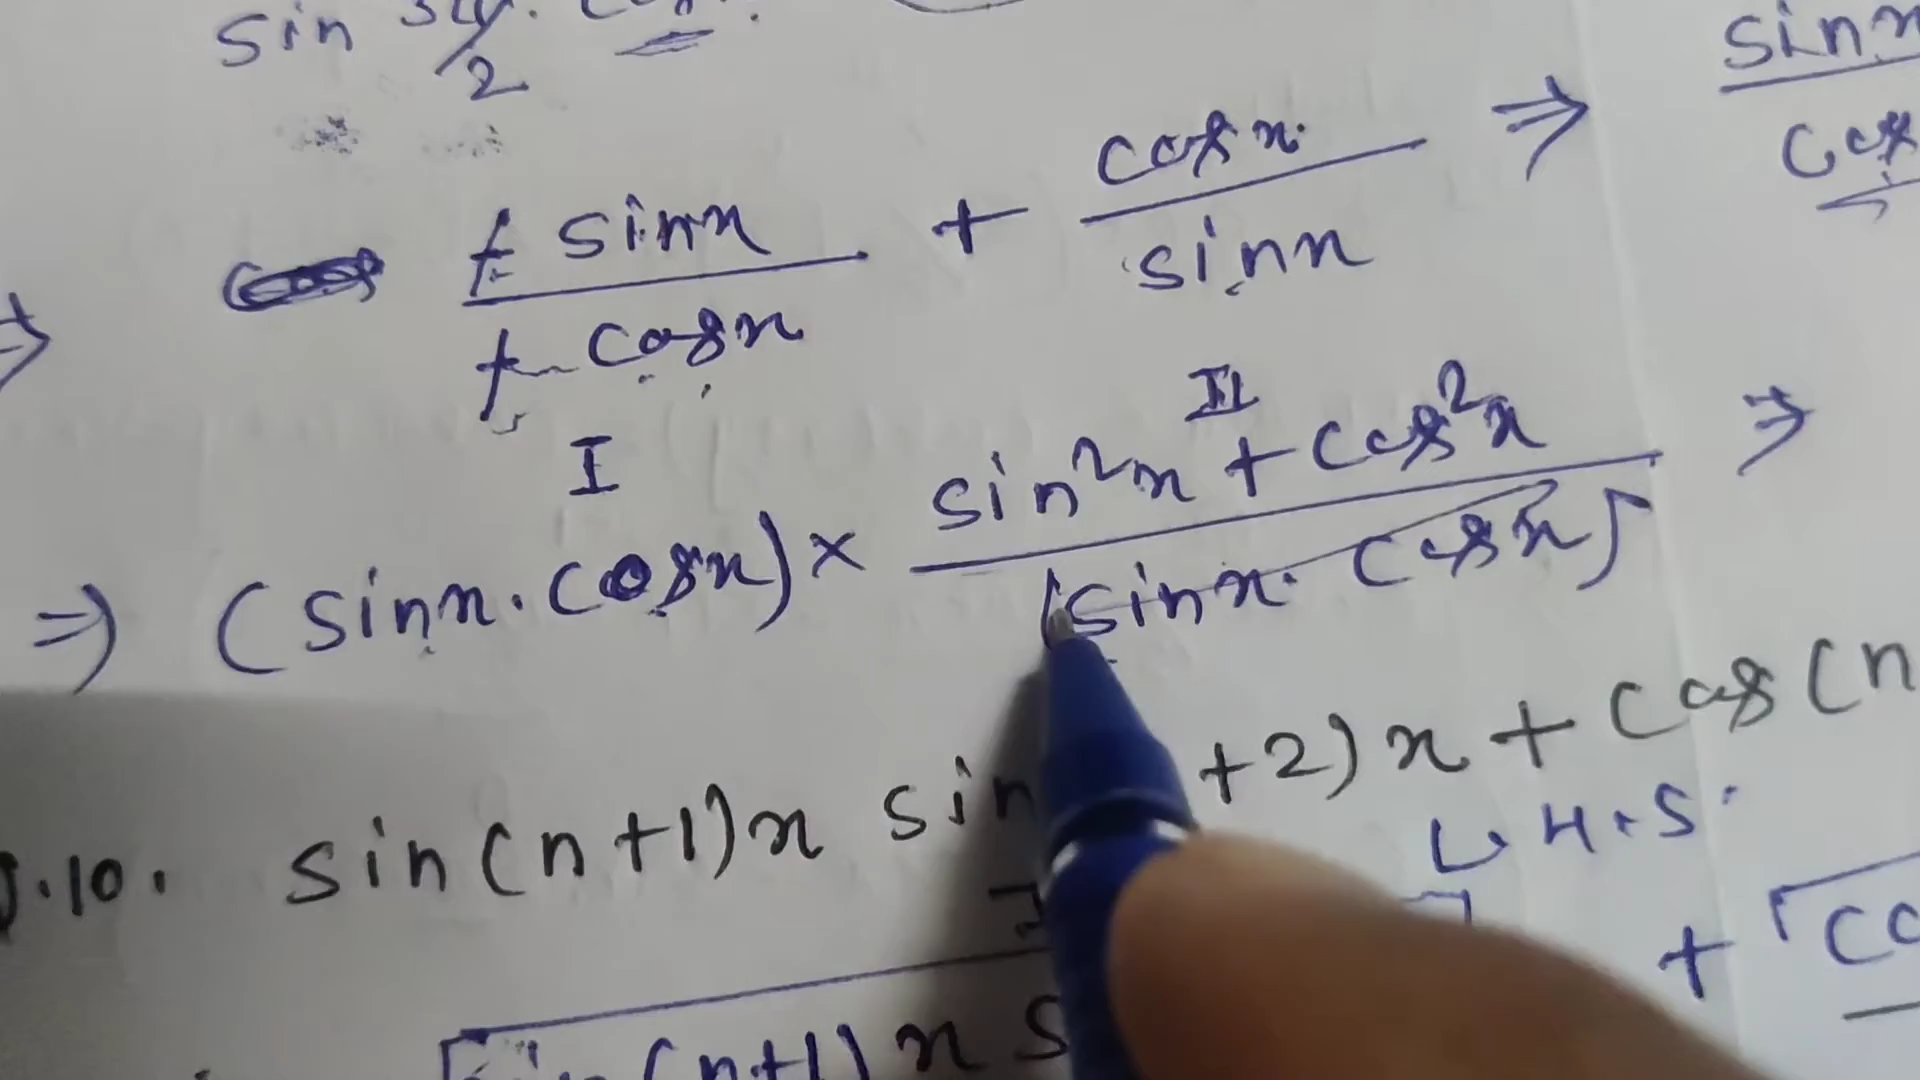 sin
2
sinx / cosx + cosx / sinx ⇒ sinx
I II
⇒ (sinx.cosx) × sin²x + cos²x / (sinx. cosx) ⇒
.10. sin(n+1)x sin +2)x + cos(n
L.H.S.
+
(n+1)x s